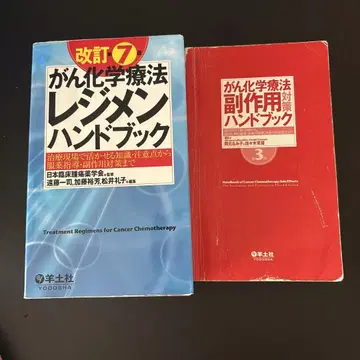 改訂7版
がん化学療法
レジメン
ハンドブック
治療現場で活かせる知識・注意点から
服薬指導・副作用対策まで
日本臨床腫瘍薬学会●監修
遠藤一司,加藤裕芳,松井礼子●編集
Treatment Regimens for Cancer Chemotherapy
羊土社
YODOSHA
がん化学療法
副作用対策
ハンドブック
第3版
羊土社